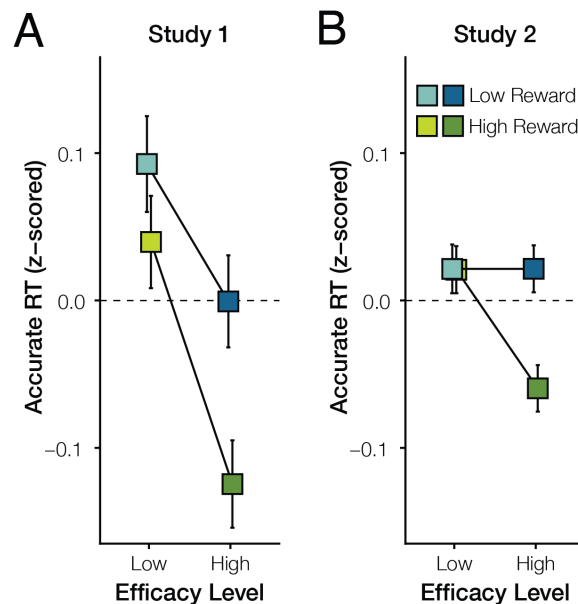 A
Study 1
Accurate RT (z-scored)
0.1
0.0
−0.1
Low
High
Efficacy Level
B
Study 2
Low Reward
High Reward
Accurate RT (z-scored)
0.1
0.0
−0.1
Low
High
Efficacy Level